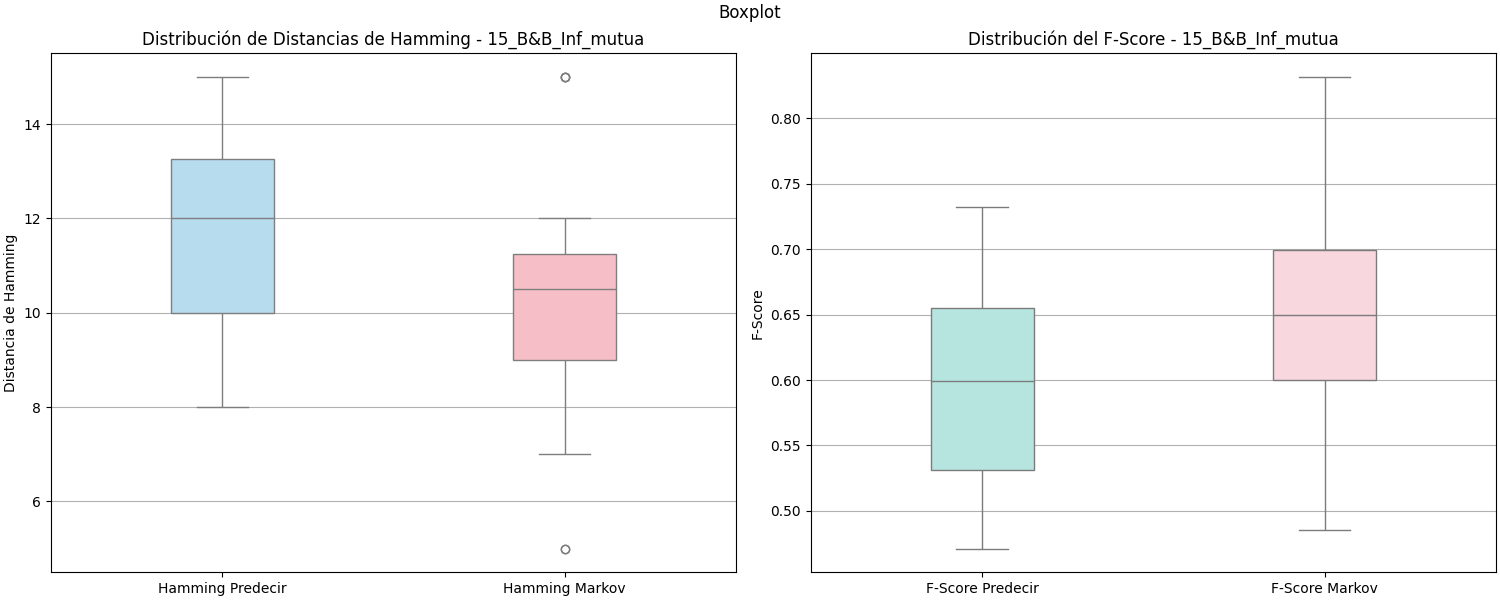 Boxplot
Distribución de Distancias de Hamming - 15_B&B_Inf_mutua
Distancia de Hamming
14
12
10
8
6
Hamming Predecir
Hamming Markov
Distribución del F-Score - 15_B&B_Inf_mutua
F-Score
0.80
0.75
0.70
0.65
0.60
0.55
0.50
F-Score Predecir
F-Score Markov